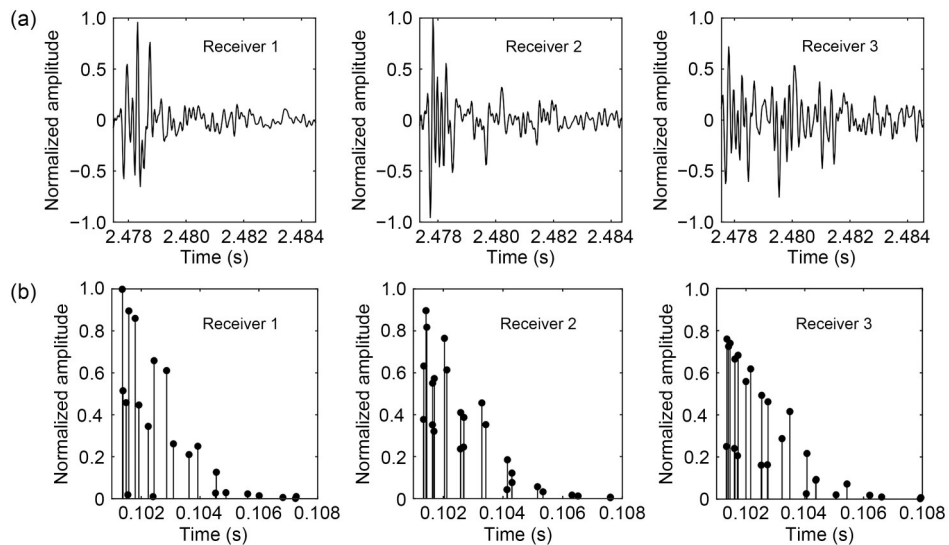 (a)
Normalized amplitude
1.0
0.5
0
−0.5
−1.0
Receiver 1
2.478 2.480 2.482 2.484
Time (s)
Normalized amplitude
1.0
0.5
0
−0.5
−1.0
Receiver 2
2.478 2.480 2.482 2.484
Time (s)
Normalized amplitude
1.0
0.5
0
−0.5
−1.0
Receiver 3
2.478 2.480 2.482 2.484
Time (s)
(b)
Normalized amplitude
1.0
0.8
0.6
0.4
0.2
0
Receiver 1
0.102 0.104 0.106 0.108
Time (s)
Normalized amplitude
1.0
0.8
0.6
0.4
0.2
0
Receiver 2
0.102 0.104 0.106 0.108
Time (s)
Normalized amplitude
1.0
0.8
0.6
0.4
0.2
0
Receiver 3
0.102 0.104 0.106 0.108
Time (s)